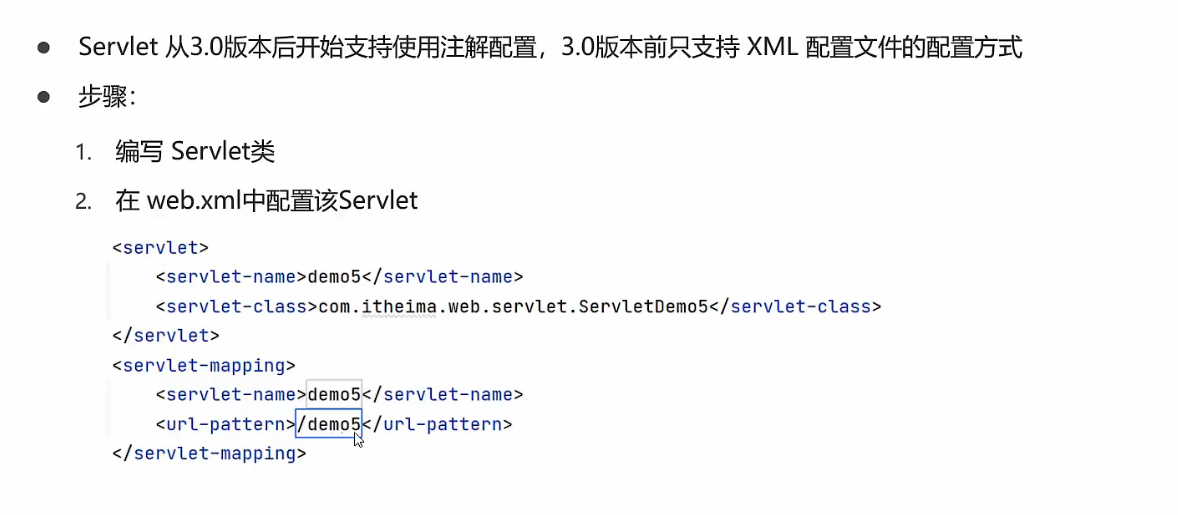 ● Servlet 从3.0版本后开始支持使用注解配置，3.0版本前只支持 XML 配置文件的配置方式
● 步骤：
1. 编写 Servlet类
2. 在 web.xml中配置该Servlet
<servlet>
    <servlet-name>demo5</servlet-name>
    <servlet-class>com.itheima.web.servlet.ServletDemo5</servlet-class>
</servlet>
<servlet-mapping>
    <servlet-name>demo5</servlet-name>
    <url-pattern>/demo5</url-pattern>
</servlet-mapping>